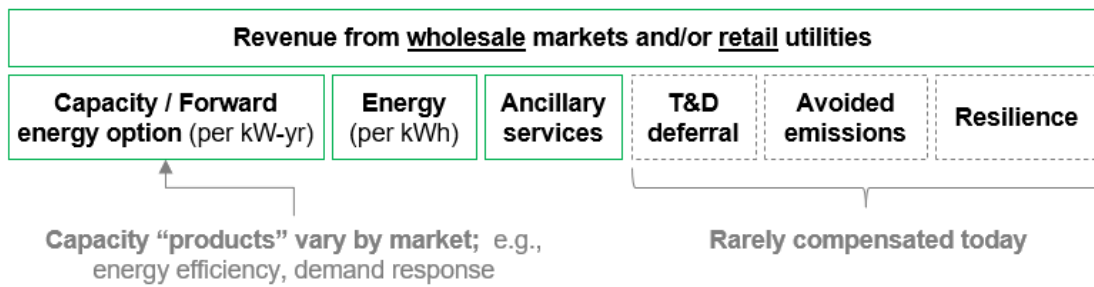 Revenue from wholesale markets and/or retail utilities
Capacity / Forward
energy option (per kW-yr)
Energy
(per kWh)
Ancillary
services
T&D
deferral
Avoided
emissions
Resilience
Capacity “products” vary by market; e.g.,
energy efficiency, demand response
Rarely compensated today